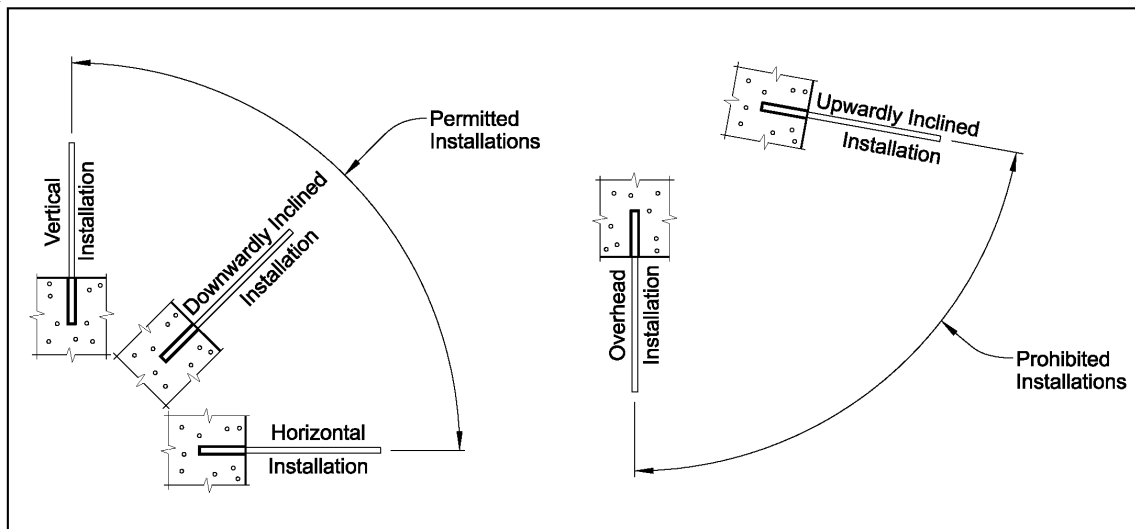 Permitted
Installations
Vertical
Installation
Downwardly Inclined
Installation
Horizontal
Installation
Upwardly Inclined
Installation
Overhead
Installation
Prohibited
Installations